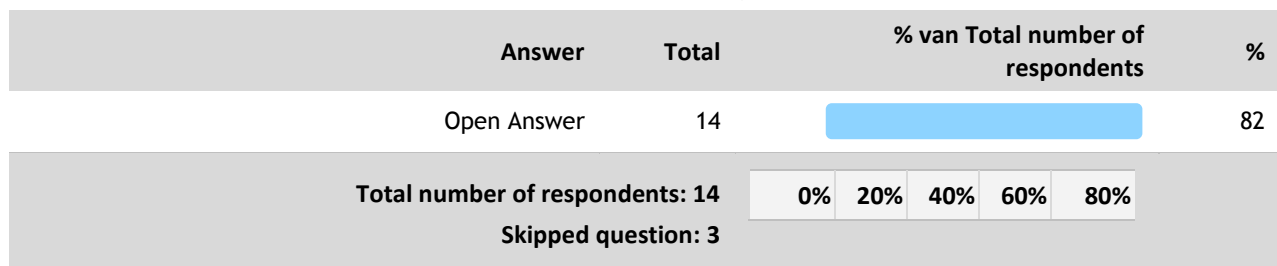 Answer Total % van Total number of respondents %
Open Answer 14 82
Total number of respondents: 14 0% 20% 40% 60% 80%
Skipped question: 3